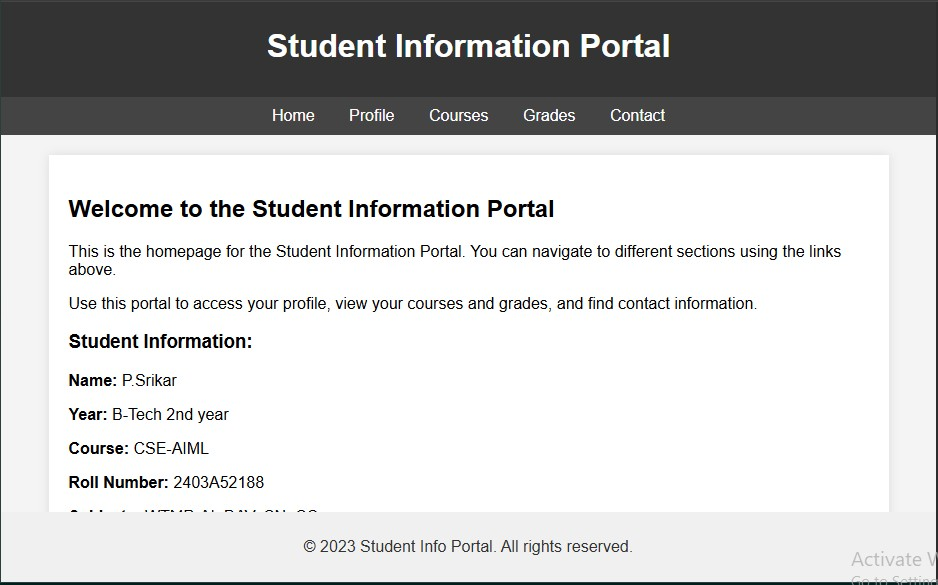 Student Information Portal
Home Profile Courses Grades Contact
Welcome to the Student Information Portal
This is the homepage for the Student Information Portal. You can navigate to different sections using the links
above.
Use this portal to access your profile, view your courses and grades, and find contact information.
Student Information:
Name: P.Srikar
Year: B-Tech 2nd year
Course: CSE-AIML
Roll Number: 2403A52188
© 2023 Student Info Portal. All rights reserved.
Activate W
Go to Setting